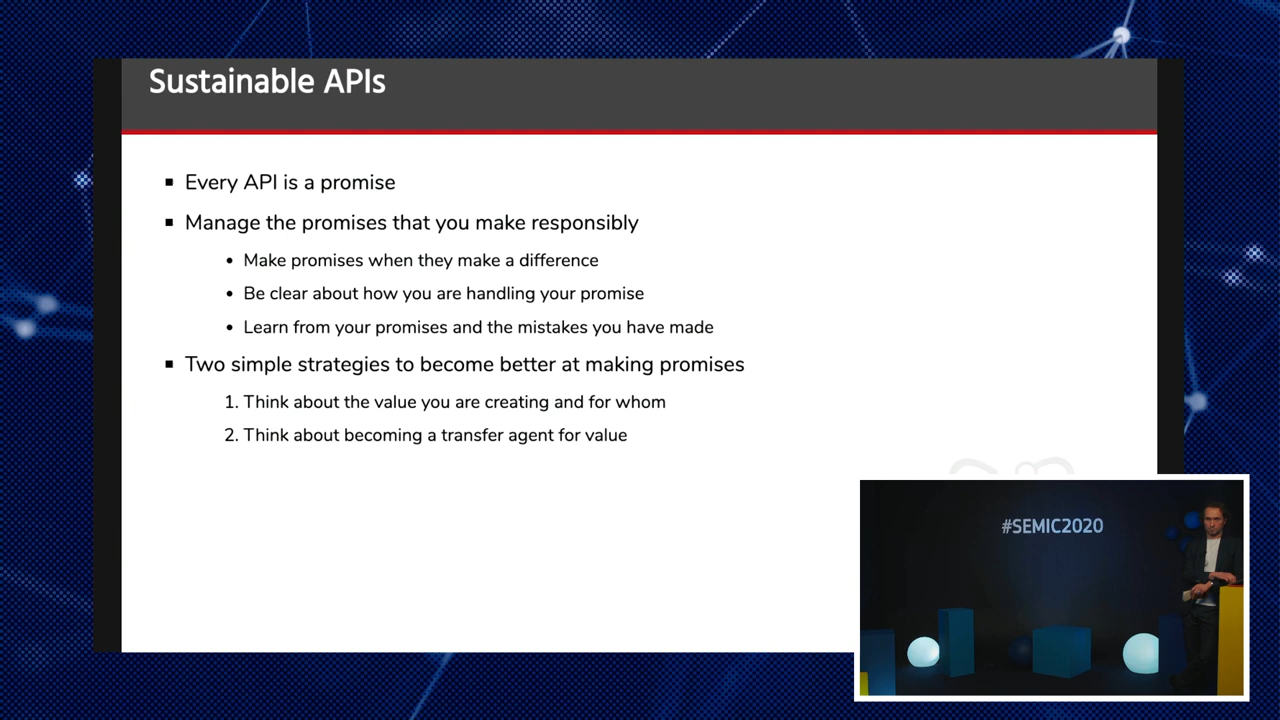 Sustainable APIs
▪ Every API is a promise
▪ Manage the promises that you make responsibly
• Make promises when they make a difference
• Be clear about how you are handling your promise
• Learn from your promises and the mistakes you have made
▪ Two simple strategies to become better at making promises
1. Think about the value you are creating and for whom
2. Think about becoming a transfer agent for value
#SEMIC2020